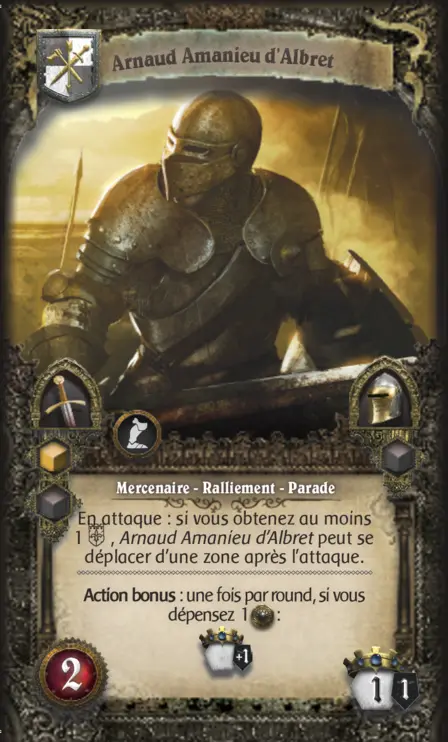 Arnaud Amanieu d'Albret
Mercenaire - Ralliement - Parade
En attaque : si vous obtenez au moins
1 , Arnaud Amanieu d'Albret peut se
déplacer d'une zone après l'attaque.
Action bonus : une fois par round, si vous
dépensez 1 :
+1
2
1 1